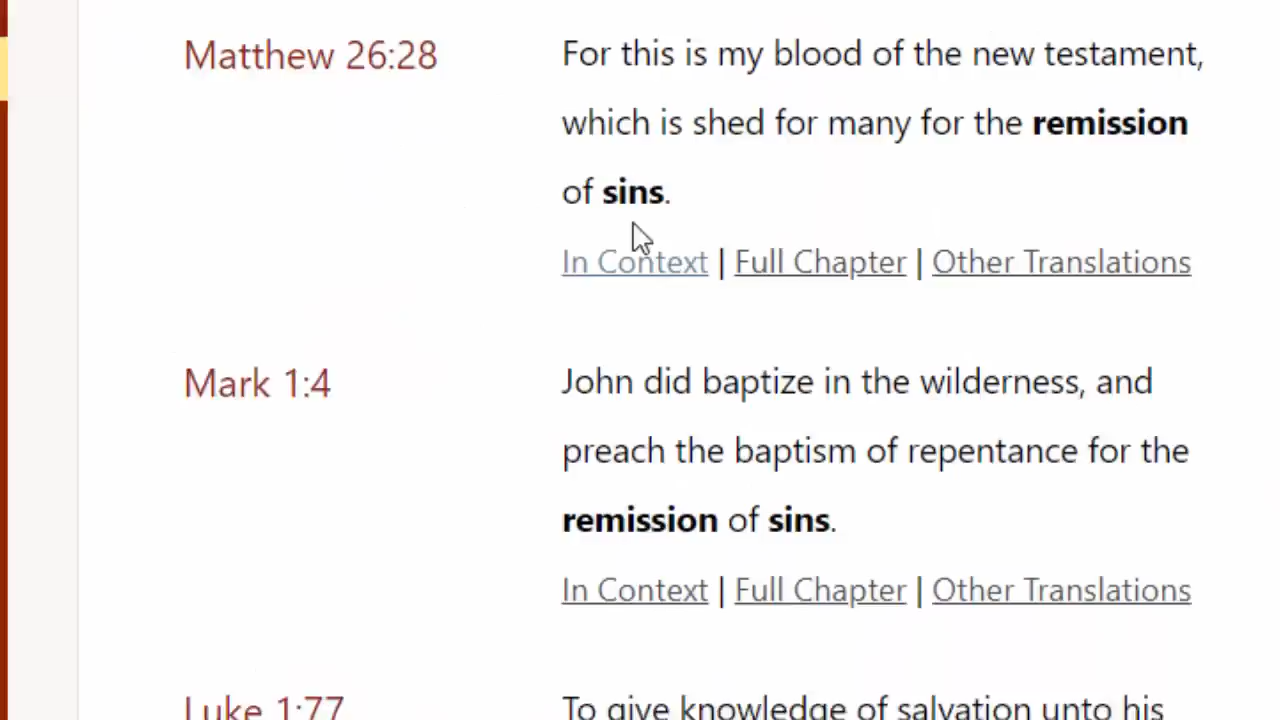 Matthew 26:28
For this is my blood of the new testament,
which is shed for many for the remission
of sins.
In Context | Full Chapter | Other Translations
Mark 1:4
John did baptize in the wilderness, and
preach the baptism of repentance for the
remission of sins.
In Context | Full Chapter | Other Translations
Luke 1:77
To give knowledge of salvation unto his